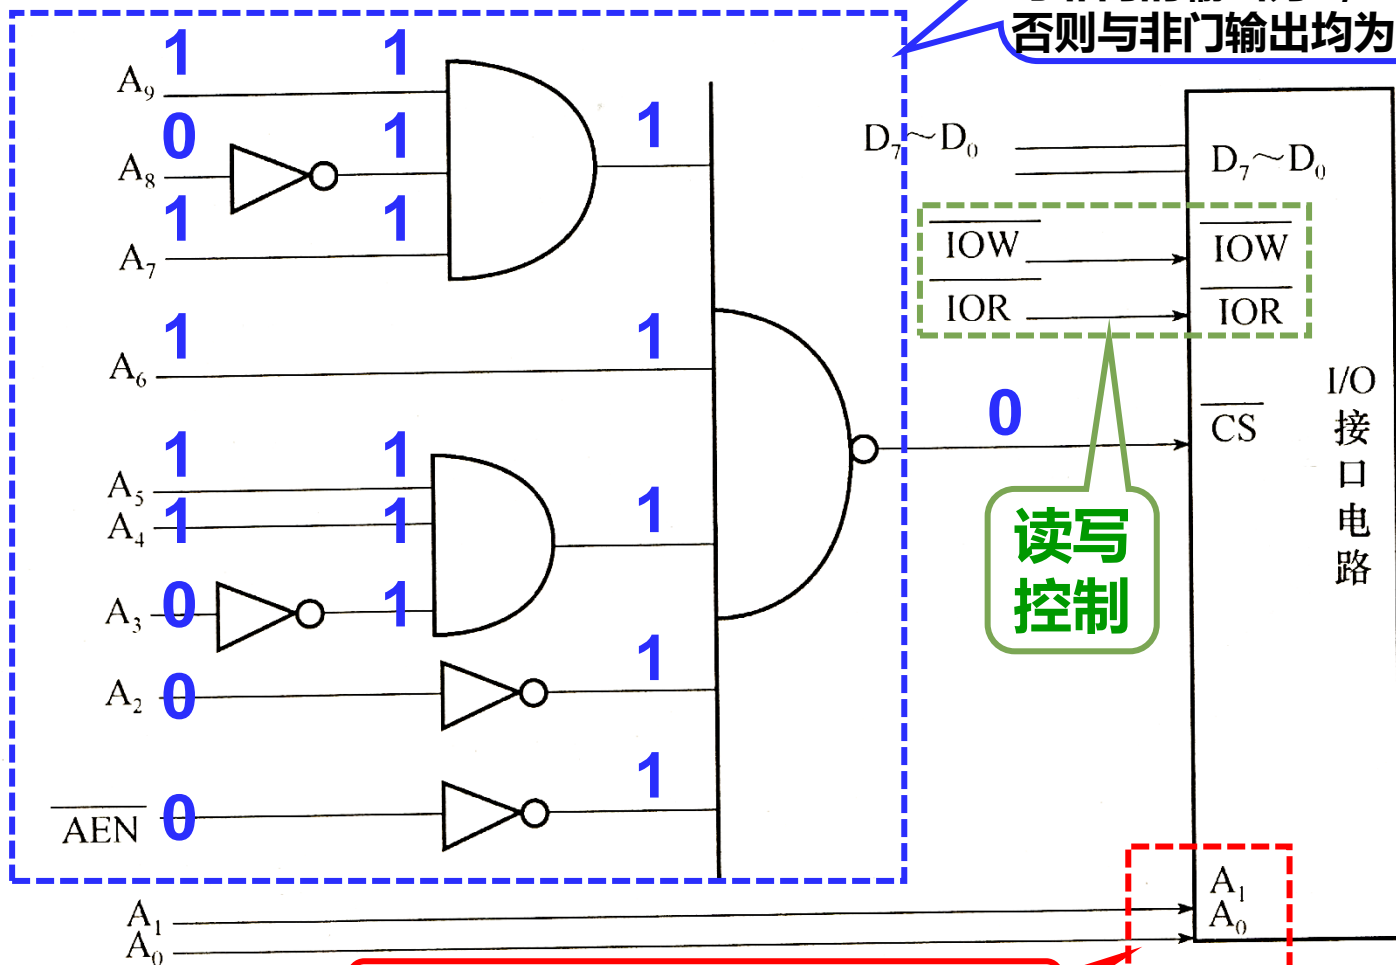 否则与非门输出均为
1 1
A₉
0 1 1
A₈
1 1
A₇
1 1
A₆
1 1
A₅
1 1 1
A₄
0 1
A₃
0 1
A₂
0 1
AEN
A₁
A₀
D₇～D₀
D₇～D₀
IOW
IOW
IOR
IOR
0
CS
I/O
接
口
电
路
读写
控制
A₁
A₀